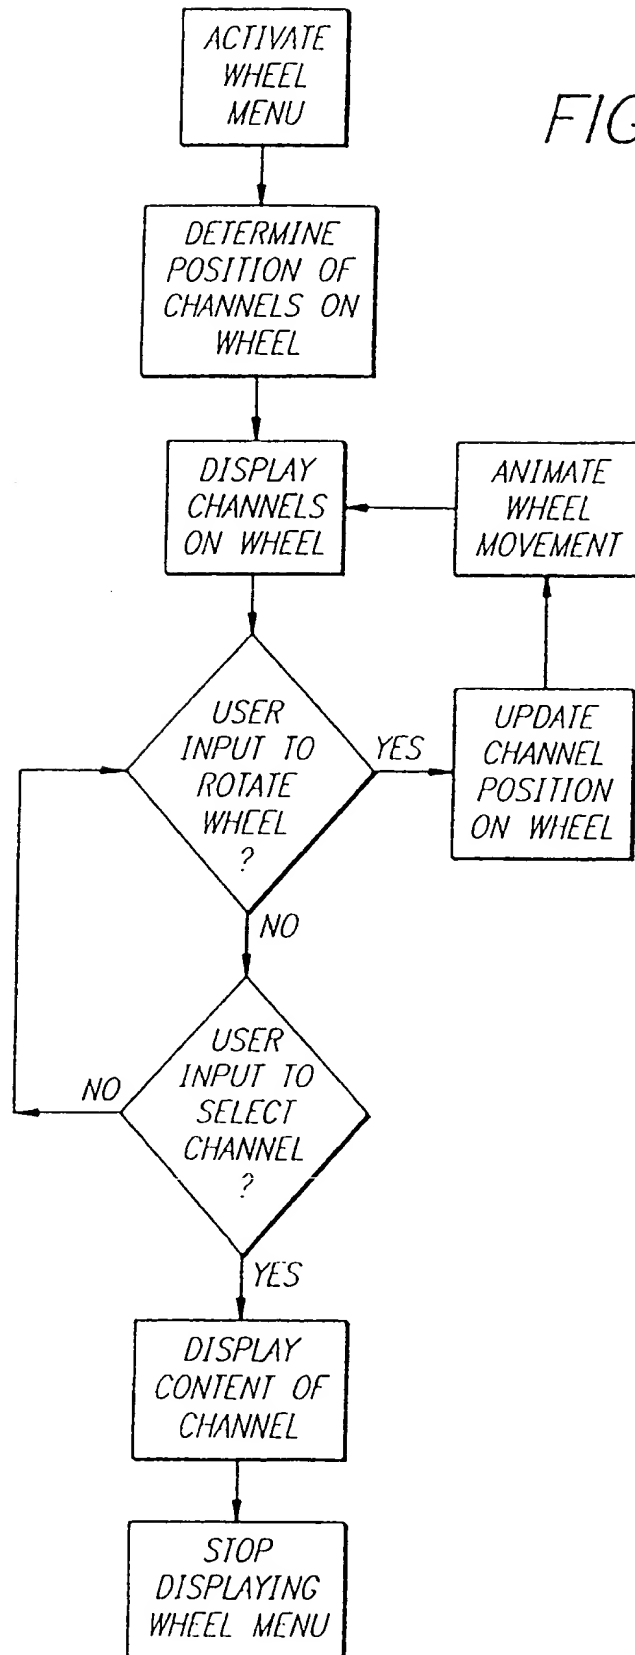 ACTIVATE
WHEEL
MENU
FIG
DETERMINE
POSITION OF
CHANNELS ON
WHEEL
DISPLAY
CHANNELS
ON WHEEL
ANIMATE
WHEEL
MOVEMENT
USER
INPUT TO
ROTATE
WHEEL
?
YES
UPDATE
CHANNEL
POSITION
ON WHEEL
NO
USER
INPUT TO
SELECT
CHANNEL
?
NO
YES
DISPLAY
CONTENT OF
CHANNEL
STOP
DISPLAYING
WHEEL MENU